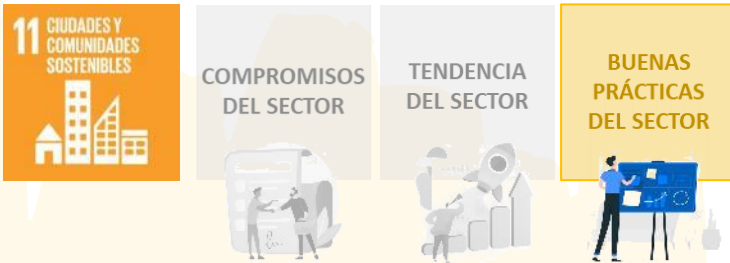 11 CIUDADES Y
COMUNIDADES
SOSTENIBLES
COMPROMISOS
DEL SECTOR
TENDENCIA
DEL SECTOR
BUENAS
PRÁCTICAS
DEL SECTOR